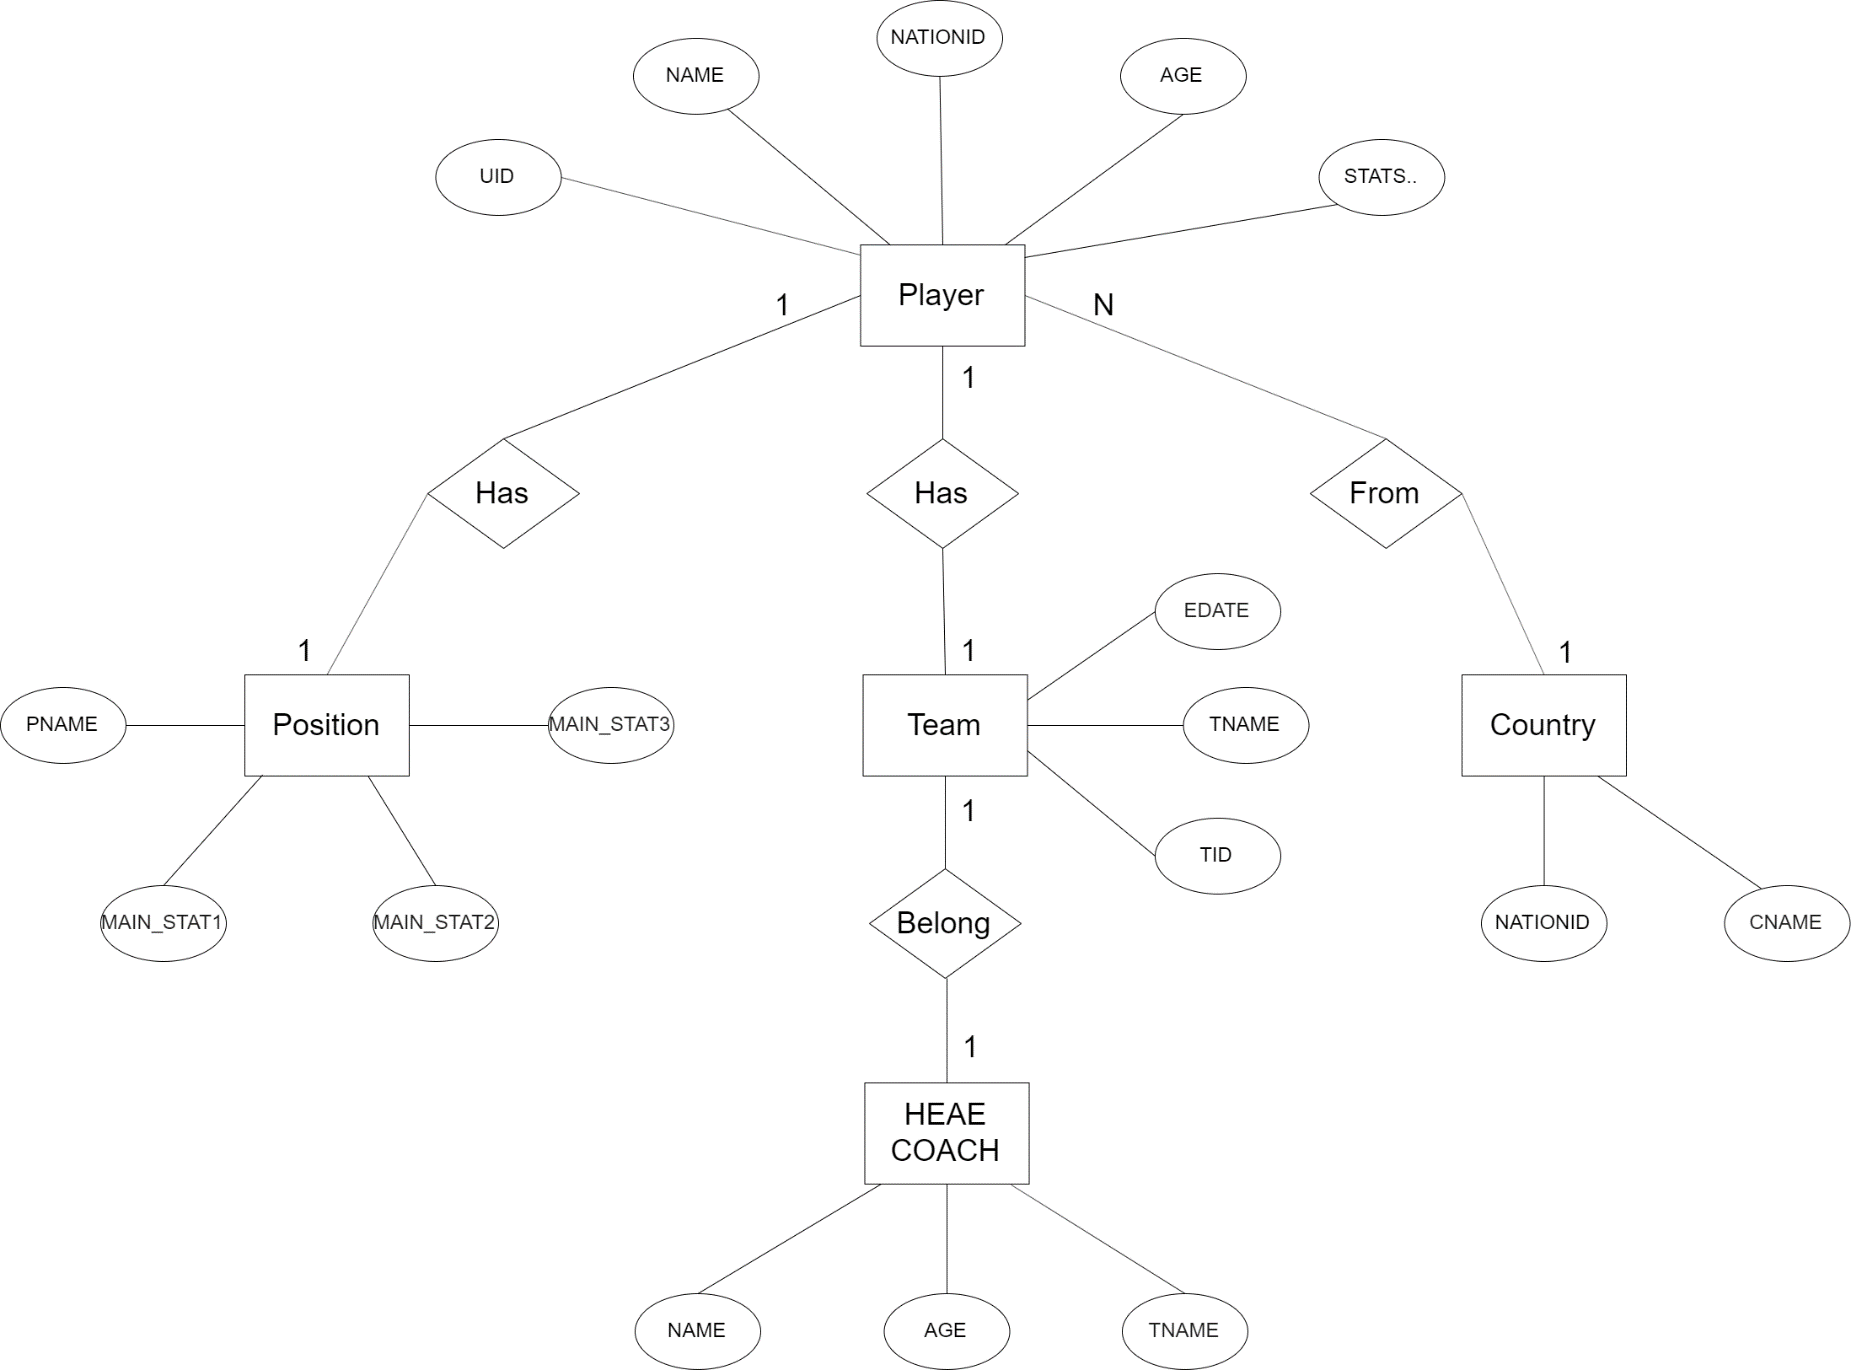 NATIONID
NAME
AGE
UID
STATS..
Player
1
N
1
Has
Has
From
EDATE
1
1
1
PNAME
Position
MAIN_STAT3
Team
TNAME
Country
1
TID
MAIN_STAT1
MAIN_STAT2
Belong
NATIONID
CNAME
1
HEAE
COACH
NAME
AGE
TNAME